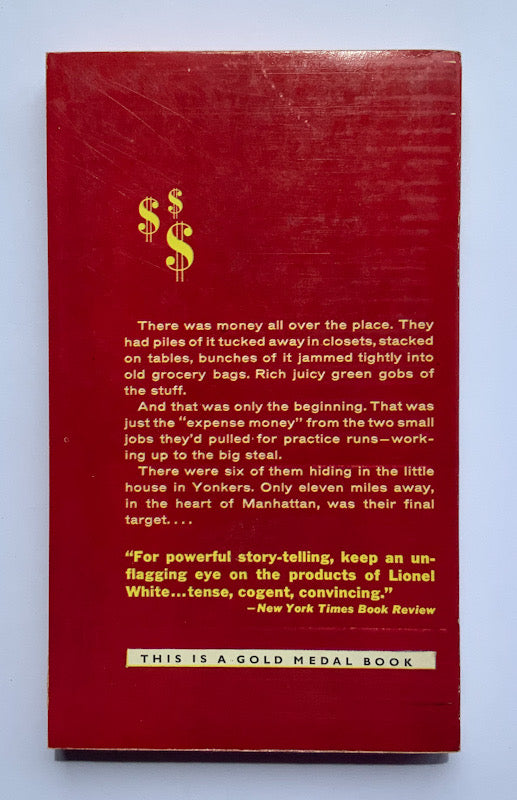 $ $
$
There was money all over the place. They
had piles of it tucked away in closets, stacked
on tables, bunches of it jammed tightly into
old grocery bags. Rich juicy green gobs of
the stuff.
And that was only the beginning. That was
just the “expense money” from the two small
jobs they’d pulled for practice runs—work-
ing up to the big steal.
There were six of them hiding in the little
house in Yonkers. Only eleven miles away,
in the heart of Manhattan, was their final
target....
“For powerful story-telling, keep an un-
flagging eye on the products of Lionel
White...tense, cogent, convincing.”
—New York Times Book Review
THIS IS A GOLD MEDAL BOOK